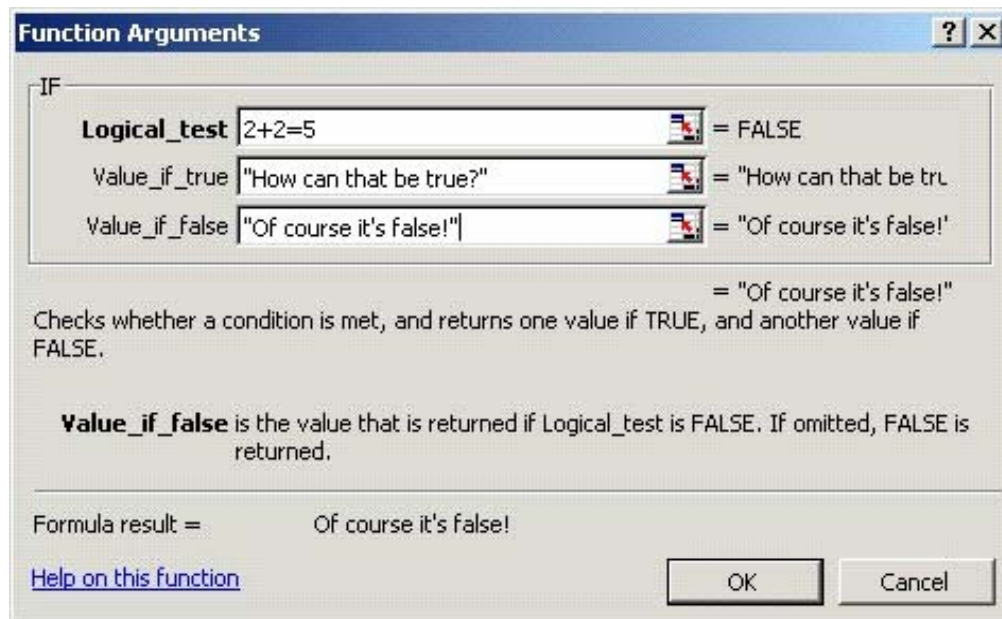 Function Arguments
IF
Logical_test 2+2=5 = FALSE
Value_if_true "How can that be true?" = "How can that be tru
Value_if_false "Of course it's false!" = "Of course it's false!'
= "Of course it's false!"
Checks whether a condition is met, and returns one value if TRUE, and another value if
FALSE.
Value_if_false is the value that is returned if Logical_test is FALSE. If omitted, FALSE is
returned.
Formula result = Of course it's false!
Help on this function OK Cancel